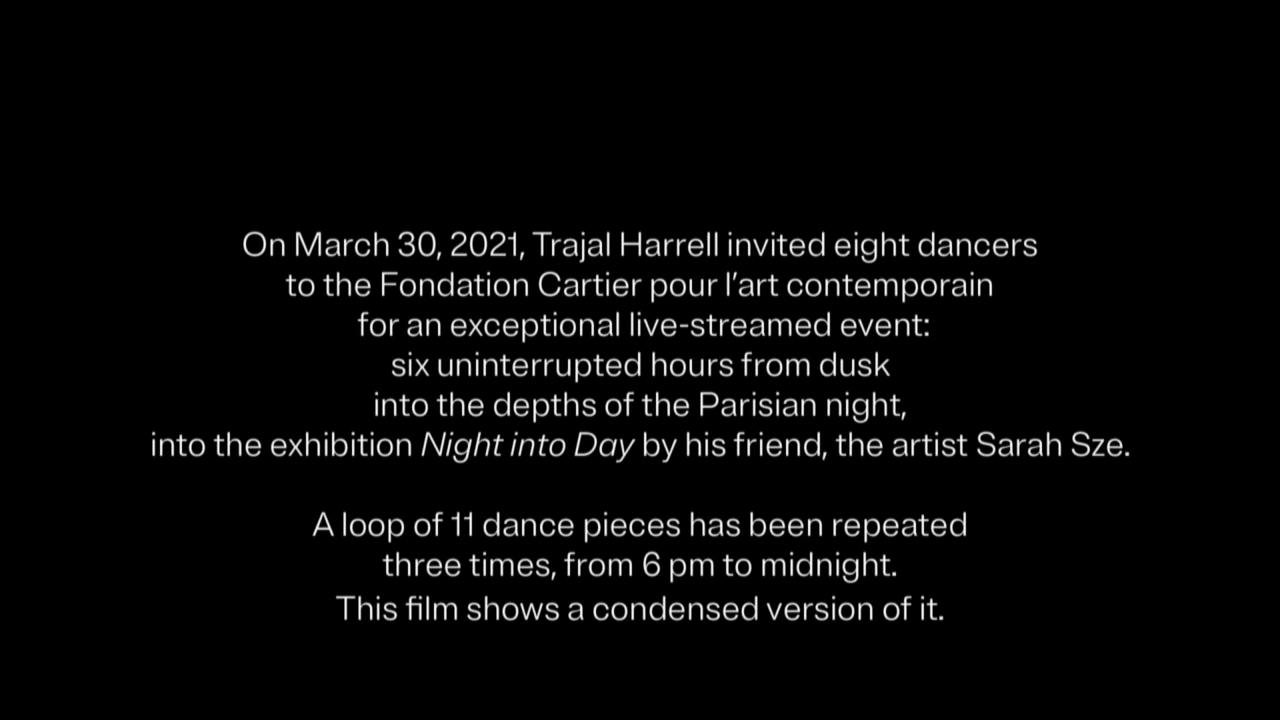 On March 30, 2021, Trajal Harrell invited eight dancers
to the Fondation Cartier pour l’art contemporain
for an exceptional live-streamed event:
six uninterrupted hours from dusk
into the depths of the Parisian night,
into the exhibition Night into Day by his friend, the artist Sarah Sze.
A loop of 11 dance pieces has been repeated
three times, from 6 pm to midnight.
This film shows a condensed version of it.